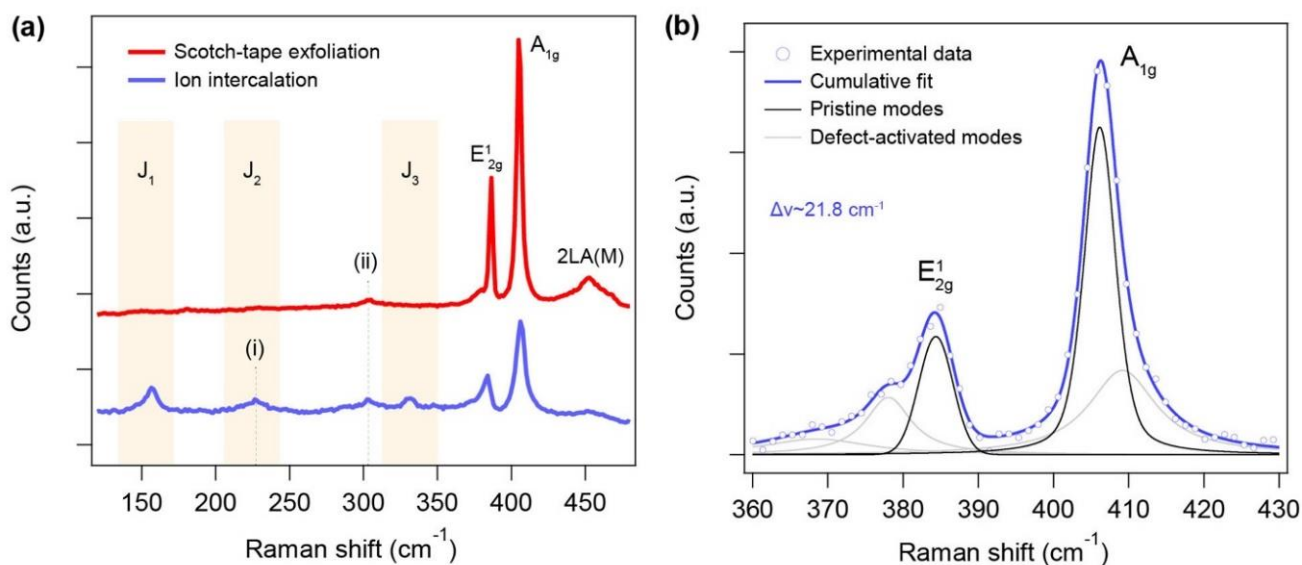 (a)
Scotch-tape exfoliation
Ion intercalation
A1g
E¹2g
J1
J2
J3
2LA(M)
(ii)
(i)
Counts (a.u.)
150 200 250 300 350 400 450
Raman shift (cm⁻¹)
(b)
Experimental data
Cumulative fit
Pristine modes
Defect-activated modes
A1g
Δν~21.8 cm⁻¹
E¹2g
Counts (a.u.)
360 370 380 390 400 410 420 430
Raman shift (cm⁻¹)